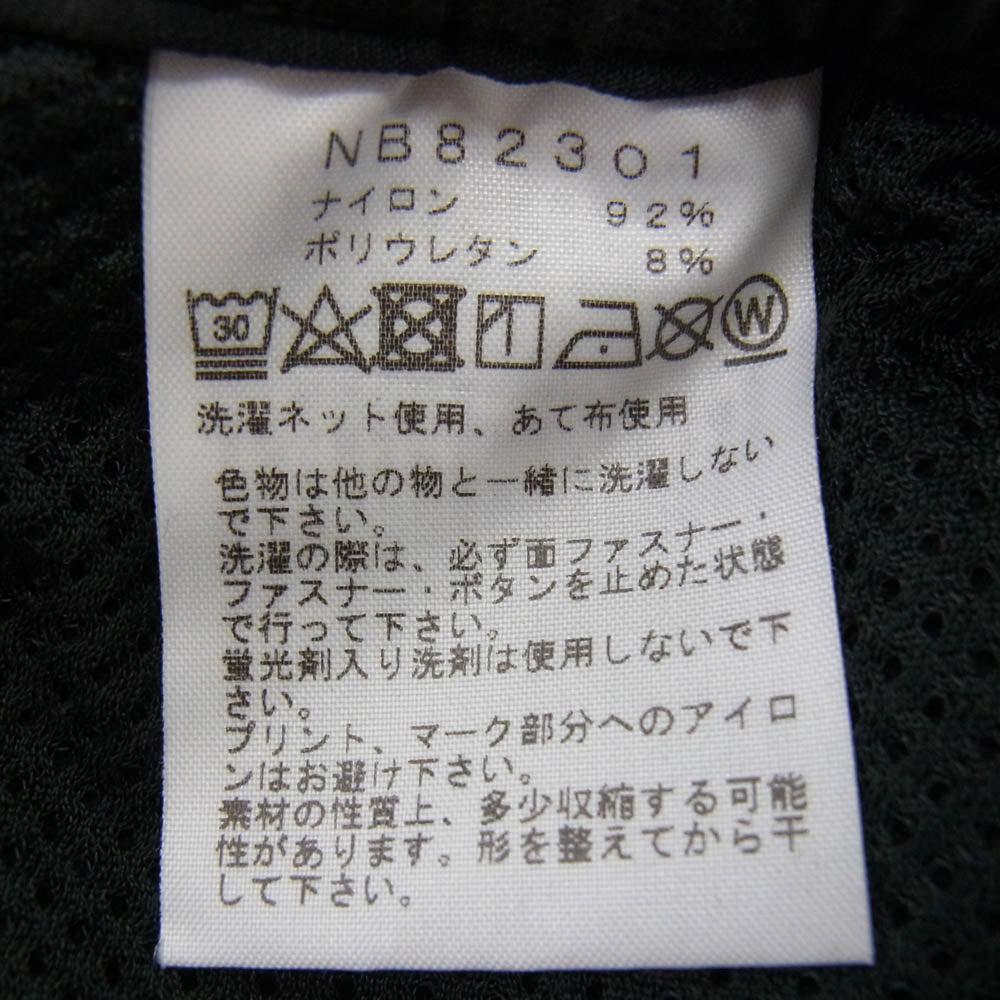 NB82301
ナイロン 92%
ポリウレタン 8%
30 W
洗濯ネット使用、あて布使用
色物は他の物と一緒に洗濯しない
で下さい。
洗濯の際は、必ず面ファスナー・
ファスナー・ボタンを止めた状態
で行って下さい。
蛍光剤入り洗剤は使用しないで下
さい。
プリント、マーク部分へのアイロ
ンはお避け下さい。
素材の性質上、多少収縮する可能
性があります。形を整えてから干
して下さい。